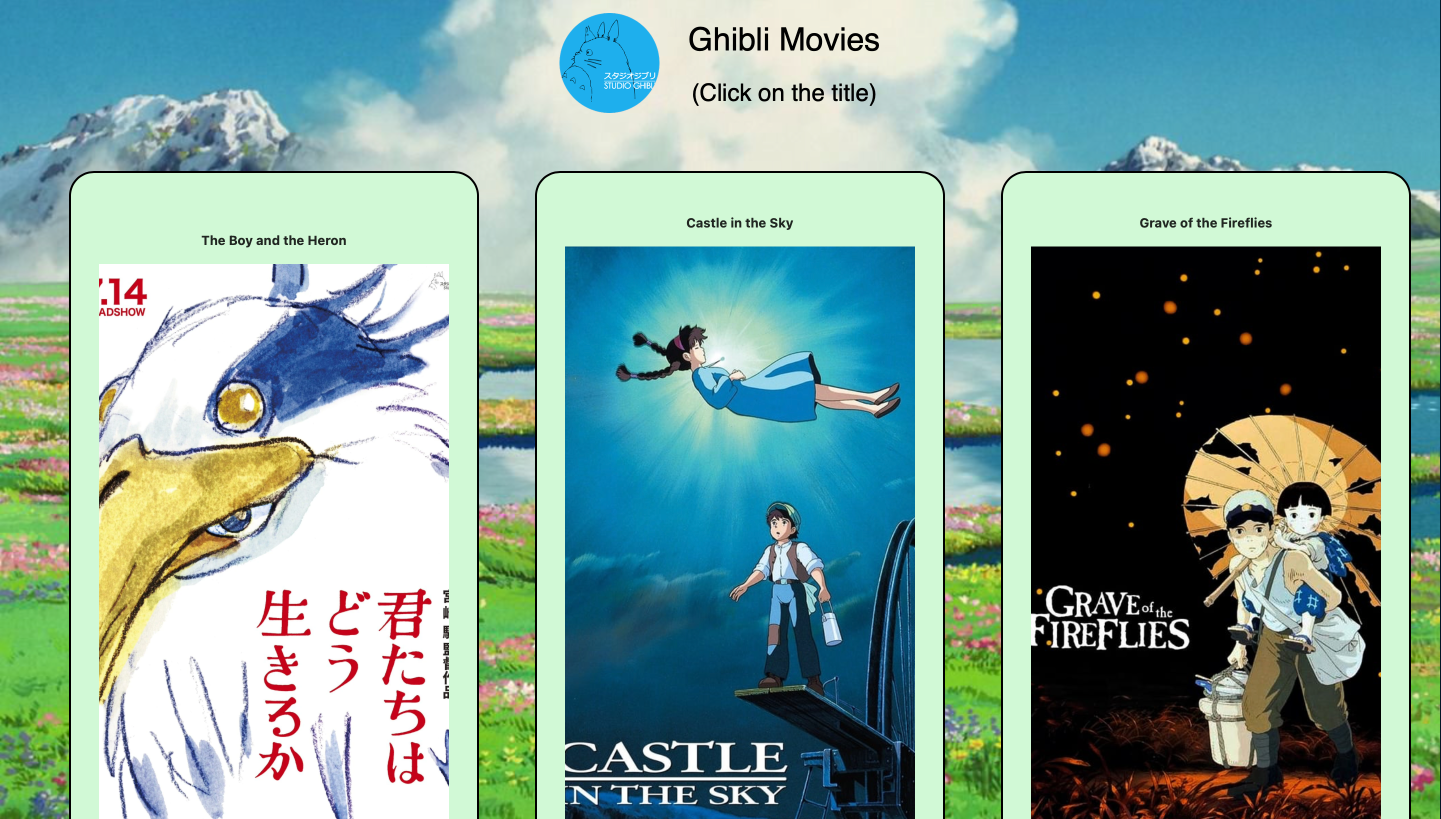 Ghibli Movies
スタジオジブリ
STUDIO GHIBL
(Click on the title)
The Boy and the Heron
.14
ADSHOW
君たちは
どう
生きるか
宮﨑駿監督作品
Castle in the Sky
CASTLE
IN THE SKY
Grave of the Fireflies
GRAVE of the
FIREFLIES